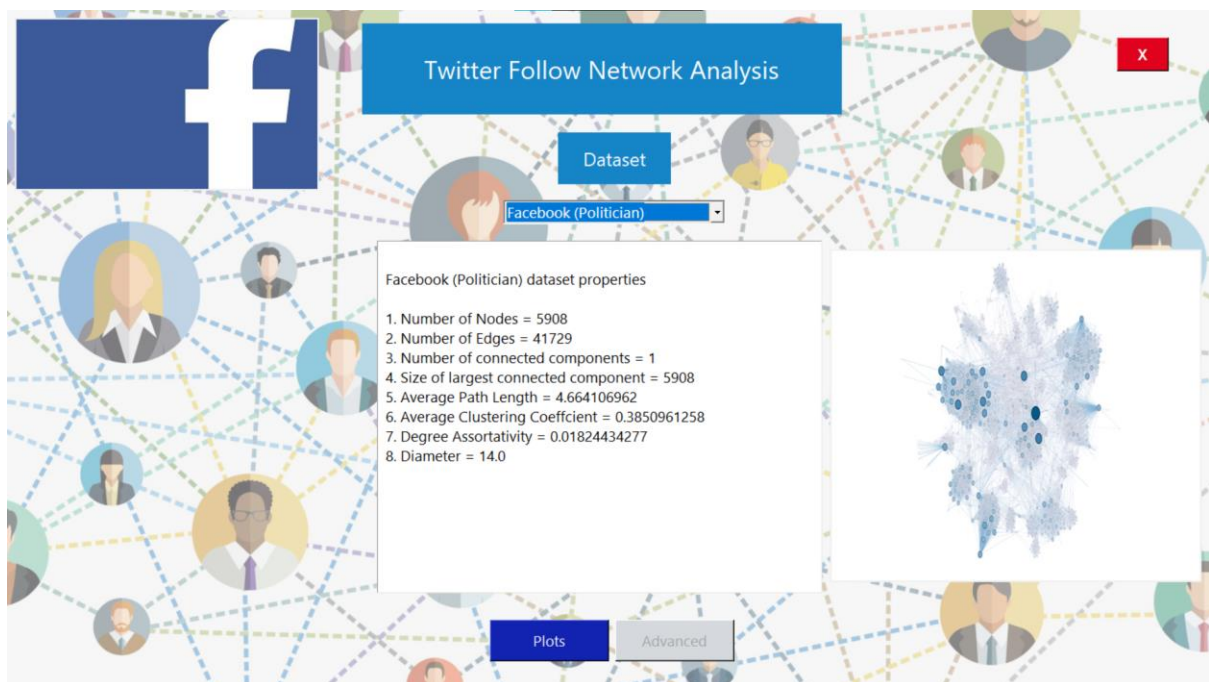 f
Twitter Follow Network Analysis
X
Dataset
Facebook (Politician)
Facebook (Politician) dataset properties
1. Number of Nodes = 5908
2. Number of Edges = 41729
3. Number of connected components = 1
4. Size of largest connected component = 5908
5. Average Path Length = 4.664106962
6. Average Clustering Coeffcient = 0.3850961258
7. Degree Assortativity = 0.01824434277
8. Diameter = 14.0
Plots
Advanced